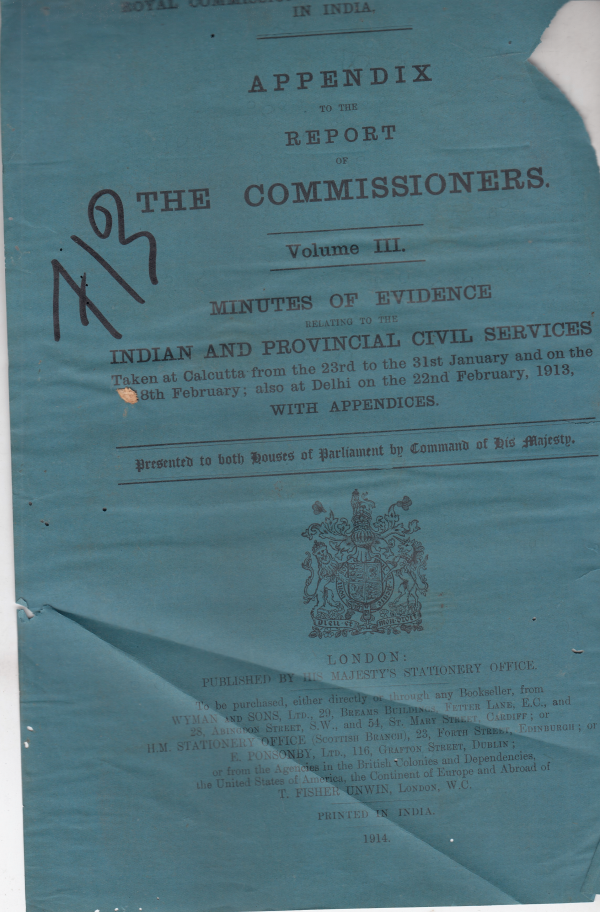 ROYAL COMMISSION
IN INDIA.
APPENDIX
TO THE
REPORT
OF
THE COMMISSIONERS.
Volume III.
MINUTES OF EVIDENCE
RELATING TO THE
INDIAN AND PROVINCIAL CIVIL SERVICES
Taken at Calcutta from the 23rd to the 31st January and on the
8th February; also at Delhi on the 22nd February, 1913,
WITH APPENDICES.
Presented to both Houses of Parliament by Command of His Majesty.
DIEU ET MON DROIT
LONDON:
PUBLISHED BY HIS MAJESTY'S STATIONERY OFFICE.
To be purchased, either directly or through any Bookseller, from
WYMAN AND SONS, LTD., 29, BREAMS BUILDINGS, FETTER LANE, E.C., and
28, ABINGDON STREET, S.W., and 54, ST. MARY STREET, CARDIFF; or
H.M. STATIONERY OFFICE (SCOTTISH BRANCH), 23, FORTH STREET, EDINBURGH; or
E. PONSONBY, LTD., 116, GRAFTON STREET, DUBLIN;
or from the Agencies in the British Colonies and Dependencies,
the United States of America, the Continent of Europe and Abroad of
T. FISHER UNWIN, LONDON, W.C.
PRINTED IN INDIA.
1914.